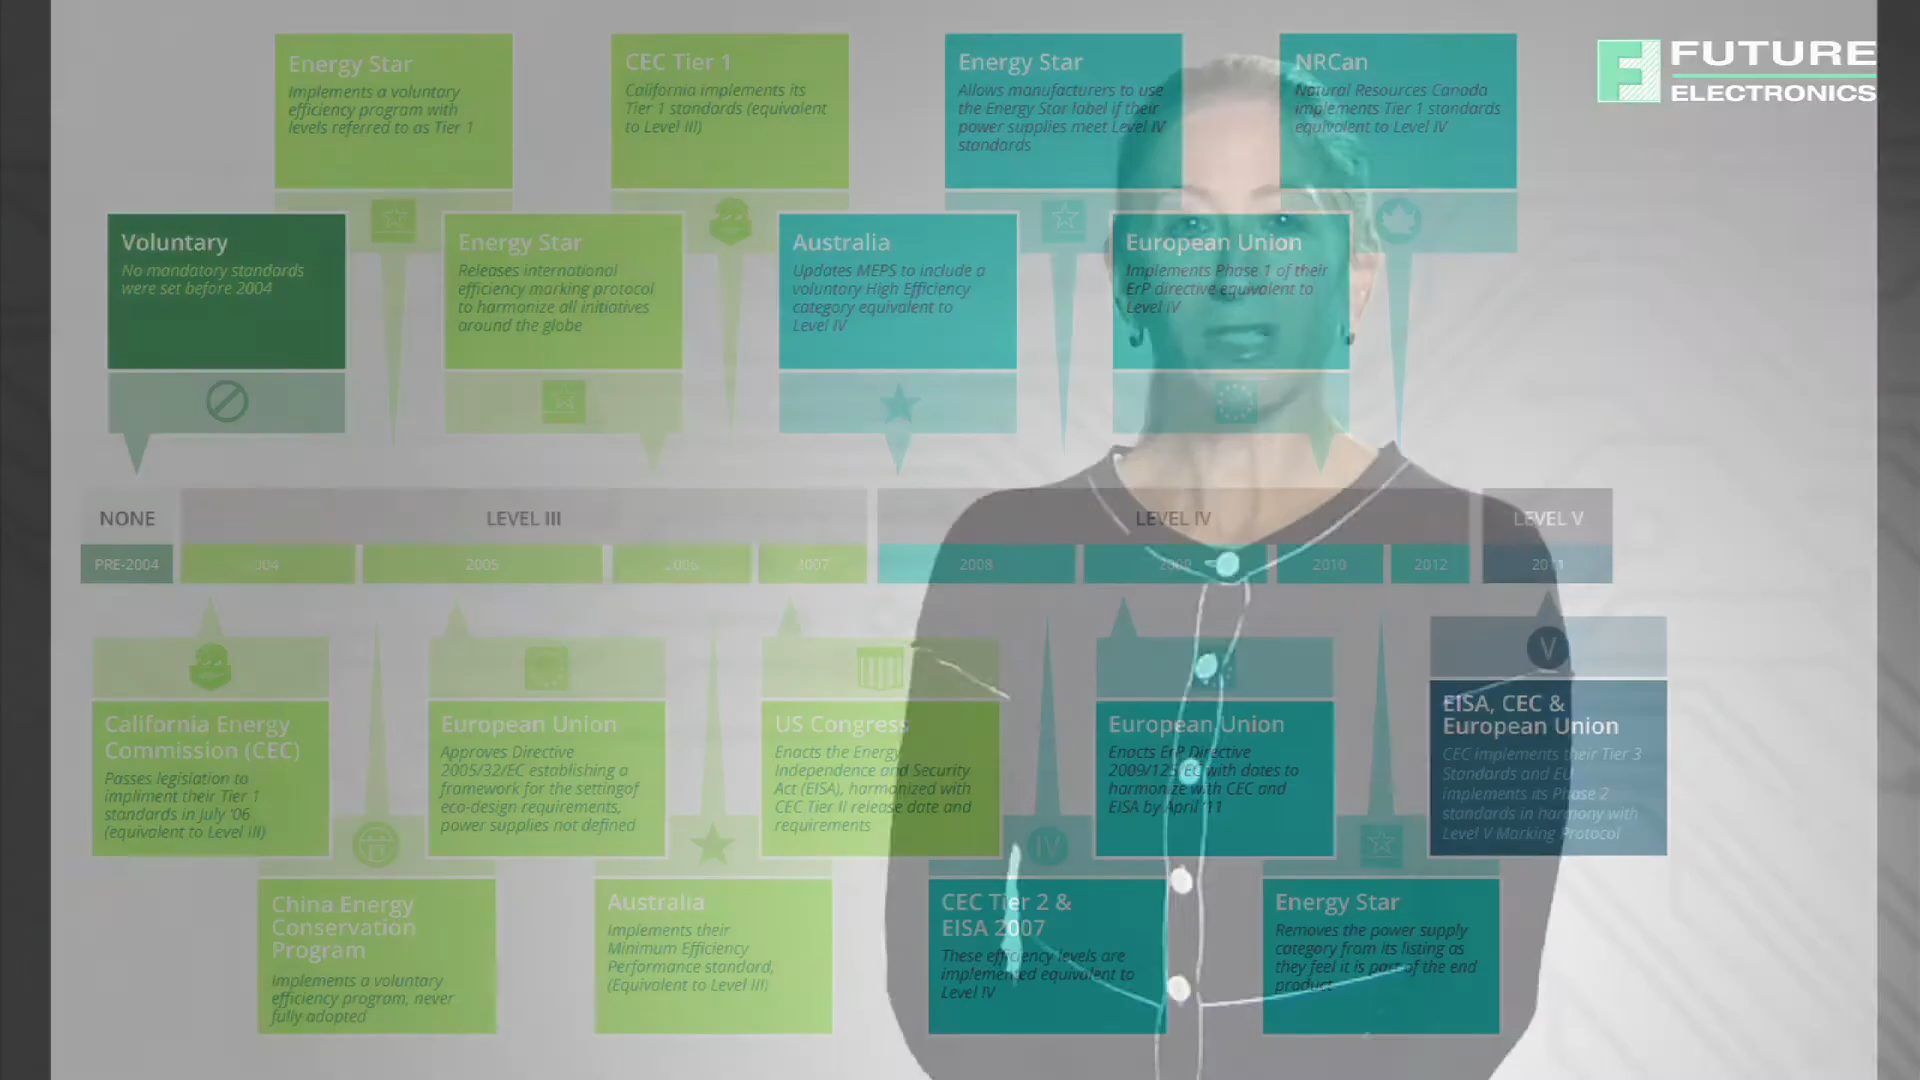 FUTURE
ELECTRONICS
Energy Star
Implements a voluntary
efficiency program with
levels referred to as Tier 1
CEC Tier 1
California implements its
Tier 1 standards (equivalent
to Level III)
Energy Star
Allows manufacturers to use
the Energy Star label if their
power supplies meet Level IV
standards
NRCan
Natural Resources Canada
implements Tier 1 standards
equivalent to Level IV
Voluntary
No mandatory standards
were set before 2004
Energy Star
Releases international
efficiency marking protocol
to harmonize all initiatives
around the globe
Australia
Updates MEPS to include a
voluntary High Efficiency
category equivalent to
Level IV
European Union
Implements Phase 1 of their
ErP directive equivalent to
Level IV
NONE
LEVEL III
LEVEL IV
LEVEL V
PRE-2004
2004
2005
2006
2007
2008
2009
2010
2012
2011
V
California Energy
Commission (CEC)
Passes legislation to
impliment their Tier 1
standards in July '06
(equivalent to Level III)
European Union
Approves Directive
2005/32/EC establishing a
framework for the settingof
eco-design requirements,
power supplies not defined
US Congress
Enacts the Energy
Independence and Security
Act (EISA), harmonized with
CEC Tier II release date and
requirements
European Union
Enacts ErP Directive
2009/125/EC with dates to
harmonize with CEC and
EISA by April '11
EISA, CEC &
European Union
CEC implements their Tier 3
Standards and EU
implements its Phase 2
standards in harmony with
Level V Marking Protocol
IV
China Energy
Conservation
Program
Implements a voluntary
efficiency program, never
fully adopted
Australia
Implements their
Minimum Efficiency
Performance standard,
(Equivalent to Level III)
CEC Tier 2 &
EISA 2007
These efficiency levels are
implemented equivalent to
Level IV
Energy Star
Removes the power supply
category from its listing as
they feel it is part of the end
product